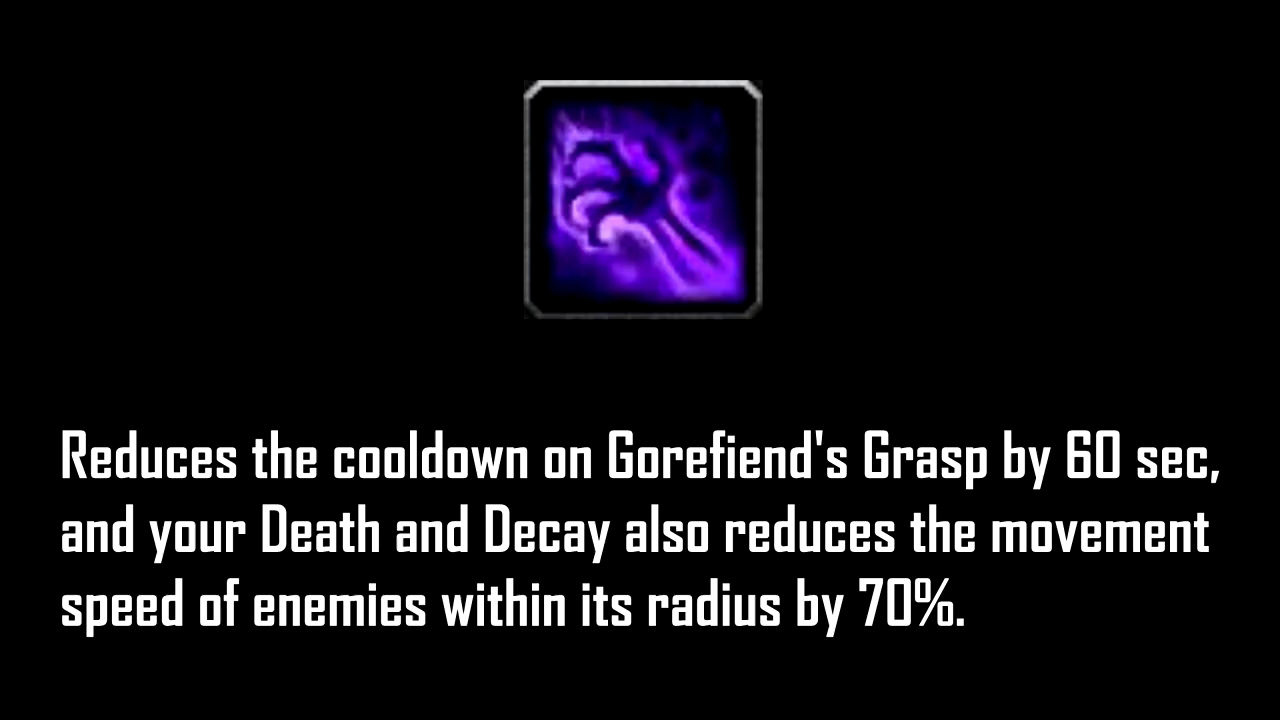 Reduces the cooldown on Gorefiend's Grasp by 60 sec,
and your Death and Decay also reduces the movement
speed of enemies within its radius by 70%.